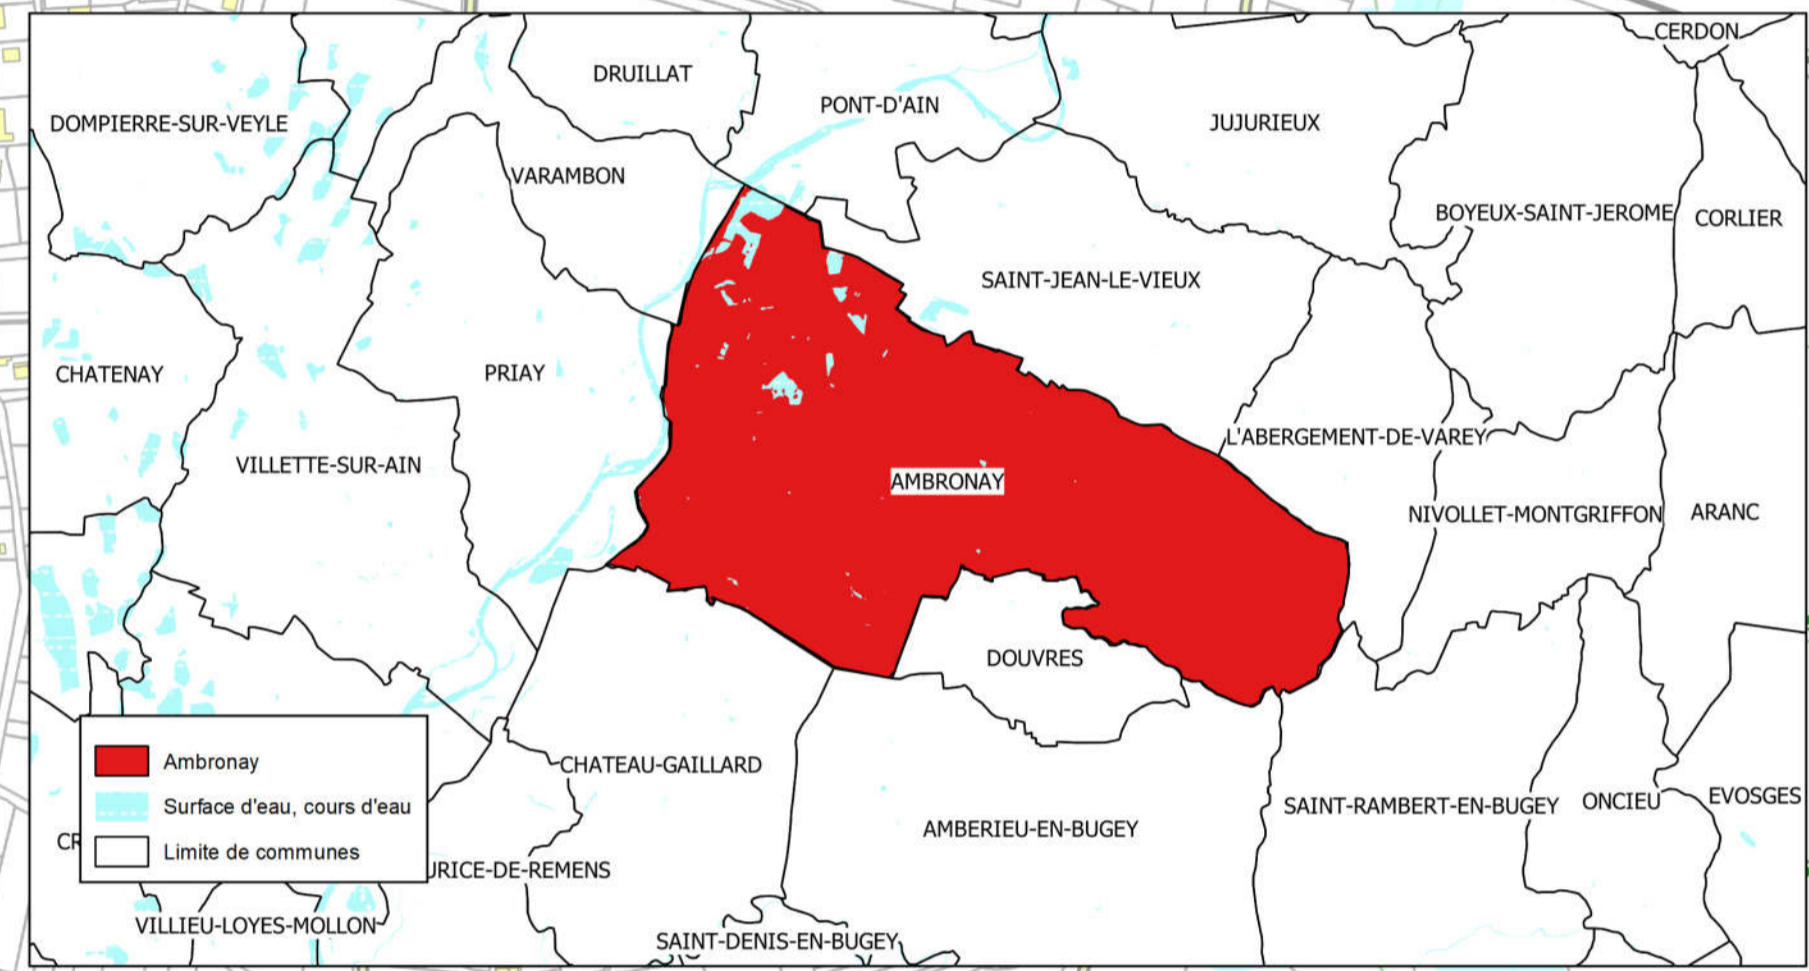 CERDON
DRUILLAT
PONT-D'AIN
DOMPIERRE-SUR-VEYLE
JUJURIEUX
VARAMBON
BOYEUX-SAINT-JEROME
CORLIER
SAINT-JEAN-LE-VIEUX
CHATENAY
PRIAY
L'ABERGEMENT-DE-VAREY
VILLETTE-SUR-AIN
AMBRONAY
NIVOLLET-MONTGRIFFON
ARANC
DOUVRES
CHATEAU-GAILLARD
SAINT-RAMBERT-EN-BUGEY
ONCIEU
EVOSGES
AMBERIEU-EN-BUGEY
Ambronay
Surface d'eau, cours d'eau
Limite de communes
CR
URICE-DE-REMENS
VILLIEU-LOYES-MOLLON
SAINT-DENIS-EN-BUGEY